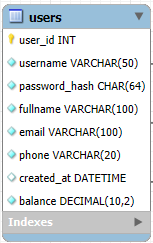 users
user_id INT
username VARCHAR(50)
password_hash CHAR(64)
fullname VARCHAR(100)
email VARCHAR(100)
phone VARCHAR(20)
created_at DATETIME
balance DECIMAL(10,2)
Indexes